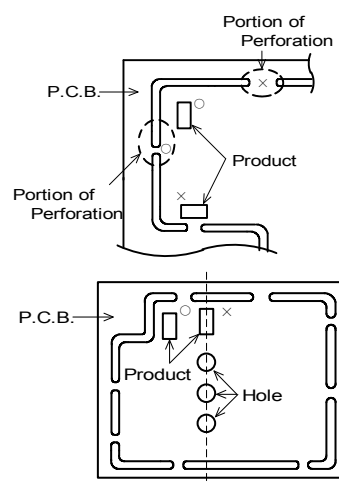 Portion of
Perforation
P.C.B.
Product
Portion of
Perforation
P.C.B.
Product
Hole